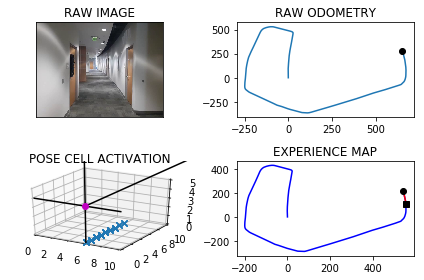 RAW IMAGE
RAW ODOMETRY
500
250
0
−250
−250 0 250 500
POSE CELL ACTIVATION
5
4
3
2
1
0
0 2 4 6 8 10
0 2 4 6 8 10
EXPERIENCE MAP
400
200
0
−200
−200 0 200 400